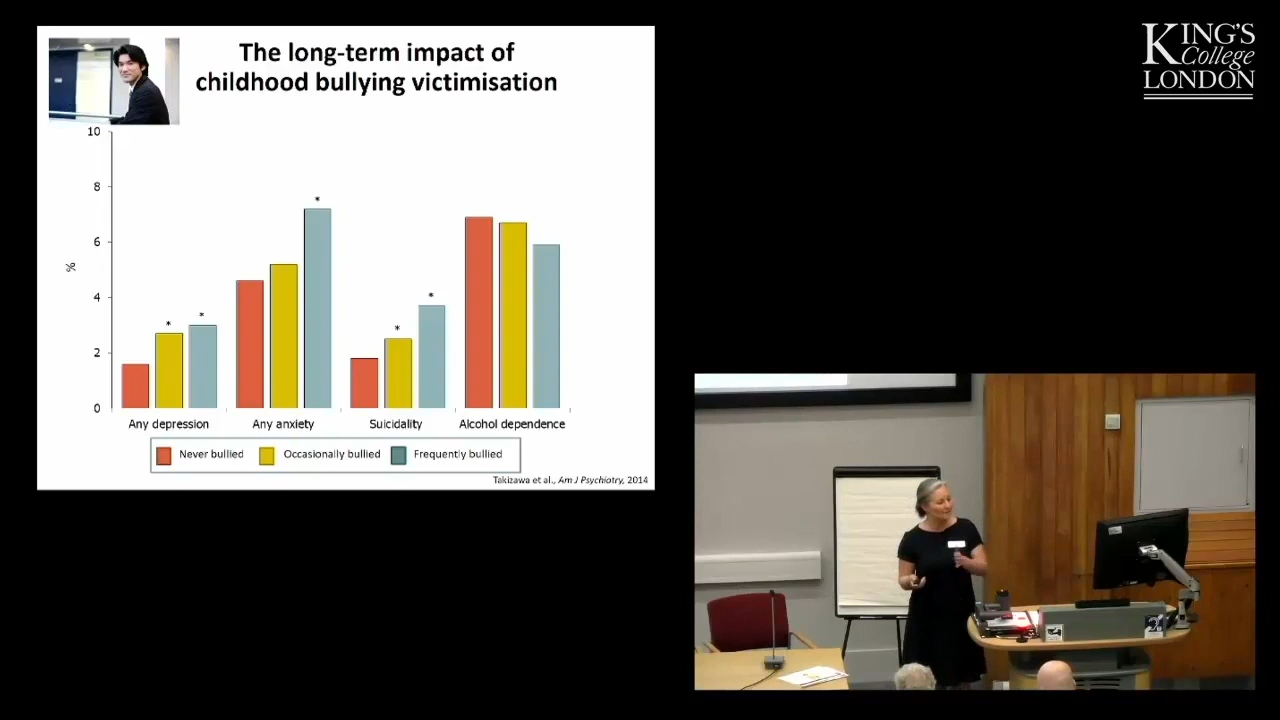 The long-term impact of
childhood bullying victimisation
10
8
6
4
2
0
%
*
*
*
*
*
Any depression
Any anxiety
Suicidality
Alcohol dependence
Never bullied
Occasionally bullied
Frequently bullied
Takizawa et al., Am J Psychiatry, 2014
KING'S
College
LONDON